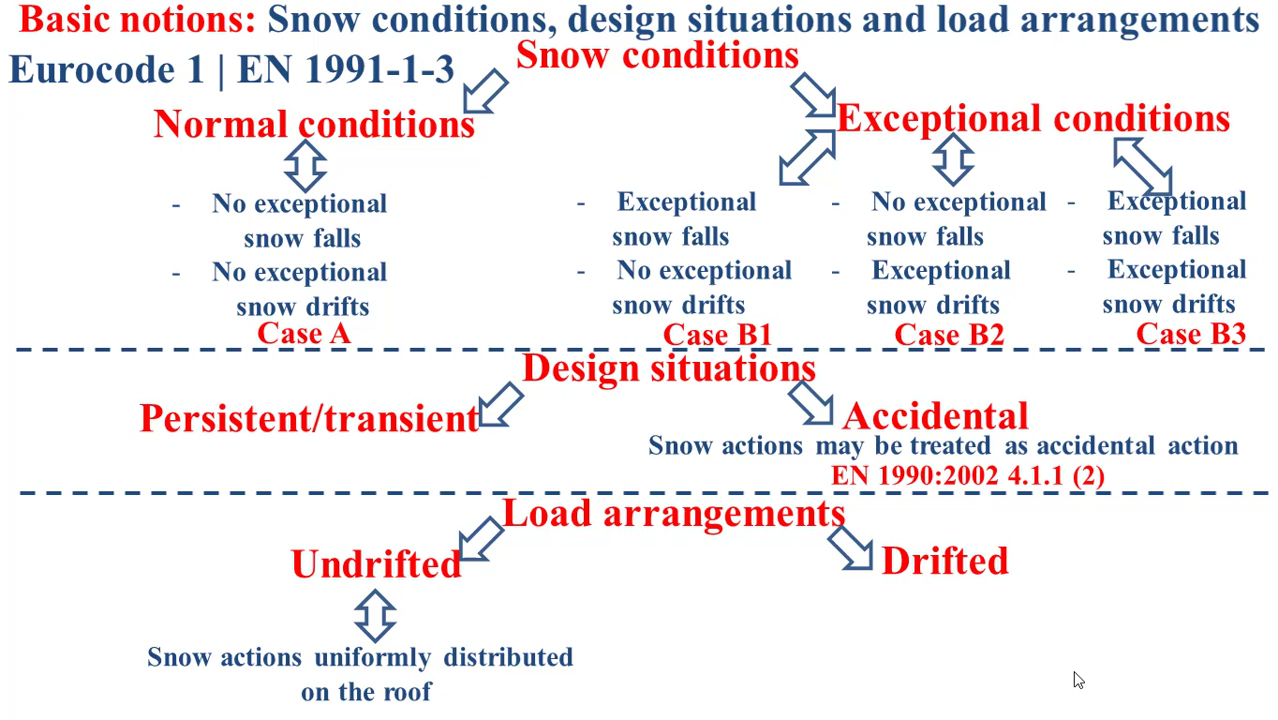 Basic notions: Snow conditions, design situations and load arrangements
Eurocode 1 | EN 1991-1-3
Snow conditions
Normal conditions
Exceptional conditions
- No exceptional
snow falls
- No exceptional
snow drifts
Case A
- Exceptional
snow falls
- No exceptional
snow drifts
Case B1
- No exceptional
snow falls
- Exceptional
snow drifts
Case B2
- Exceptional
snow falls
- Exceptional
snow drifts
Case B3
Design situations
Persistent/transient
Accidental
Snow actions may be treated as accidental action
EN 1990:2002 4.1.1 (2)
Load arrangements
Undrifted
Drifted
Snow actions uniformly distributed
on the roof